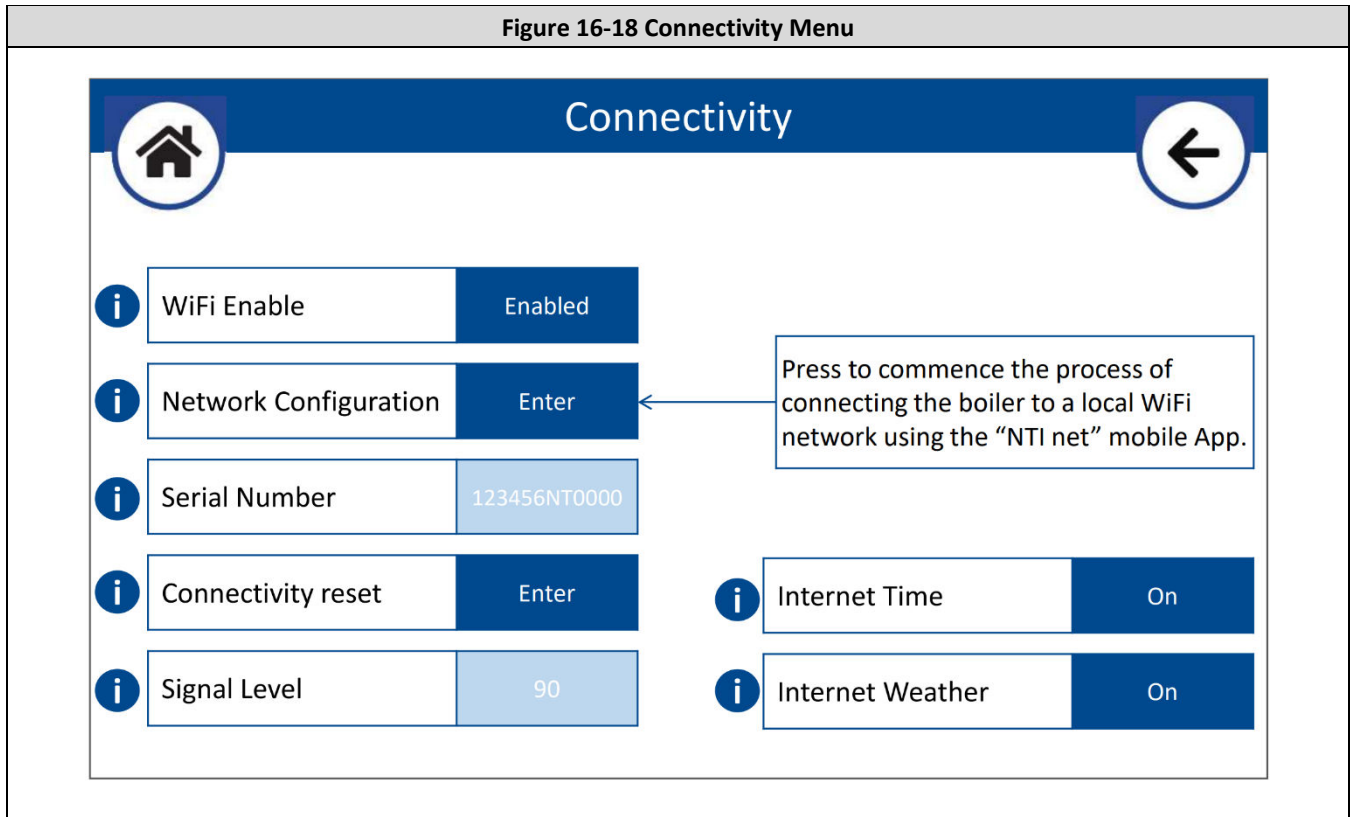 Figure 16-18 Connectivity Menu
Connectivity
i WiFi Enable Enabled
i Network Configuration Enter
Press to commence the process of
connecting the boiler to a local WiFi
network using the “NTI net” mobile App.
i Serial Number 123456NT0000
i Connectivity reset Enter
i Internet Time On
i Signal Level 90
i Internet Weather On